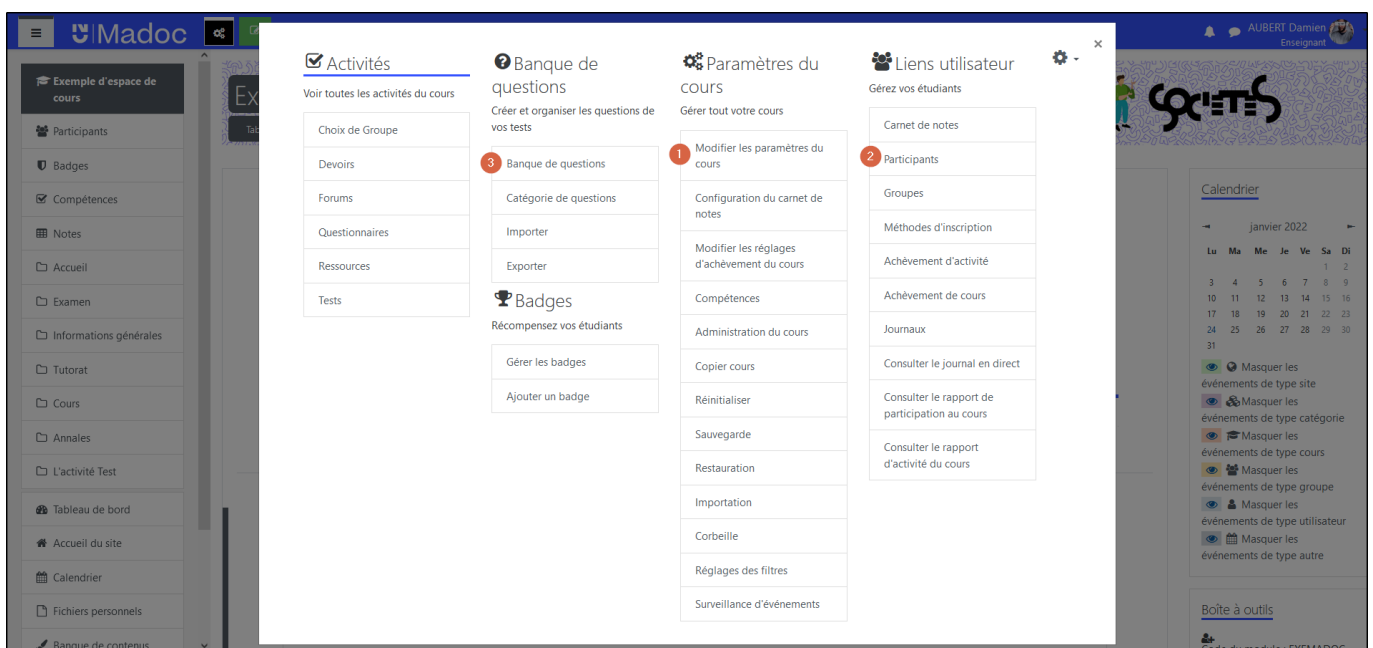 Madoc
AUBERT Damien
Enseignant
Exemple d'espace de
cours
Participants
Badges
Compétences
Notes
Accueil
Examen
Informations générales
Tutorat
Cours
Annales
L'activité Test
Tableau de bord
Accueil du site
Calendrier
Fichiers personnels
Banque de contenus
Ex
Tab
Activités
Voir toutes les activités du cours
Choix de Groupe
Devoirs
Forums
Questionnaires
Ressources
Tests
Banque de
questions
Créer et organiser les questions de
vos tests
3 Banque de questions
Catégorie de questions
Importer
Exporter
Badges
Récompensez vos étudiants
Gérer les badges
Ajouter un badge
Paramètres du
cours
Gérer tout votre cours
1 Modifier les paramètres du
cours
Configuration du carnet de
notes
Modifier les réglages
d'achèvement du cours
Compétences
Administration du cours
Copier cours
Réinitialiser
Sauvegarde
Restauration
Importation
Corbeille
Réglages des filtres
Surveillance d'événements
Liens utilisateur
Gérez vos étudiants
Carnet de notes
2 Participants
Groupes
Méthodes d'inscription
Achèvement d'activité
Achèvement de cours
Journaux
Consulter le journal en direct
Consulter le rapport de
participation au cours
Consulter le rapport
d'activité du cours
×
SOCIETES
Calendrier
◄ janvier 2022 ►
Lu Ma Me Je Ve Sa Di
1 2
3 4 5 6 7 8 9
10 11 12 13 14 15 16
17 18 19 20 21 22 23
24 25 26 27 28 29 30
31
Masquer les
événements de type site
Masquer les
événements de type catégorie
Masquer les
événements de type cours
Masquer les
événements de type groupe
Masquer les
événements de type utilisateur
Masquer les
événements de type autre
Boîte à outils
Code du module : EXEMADOC